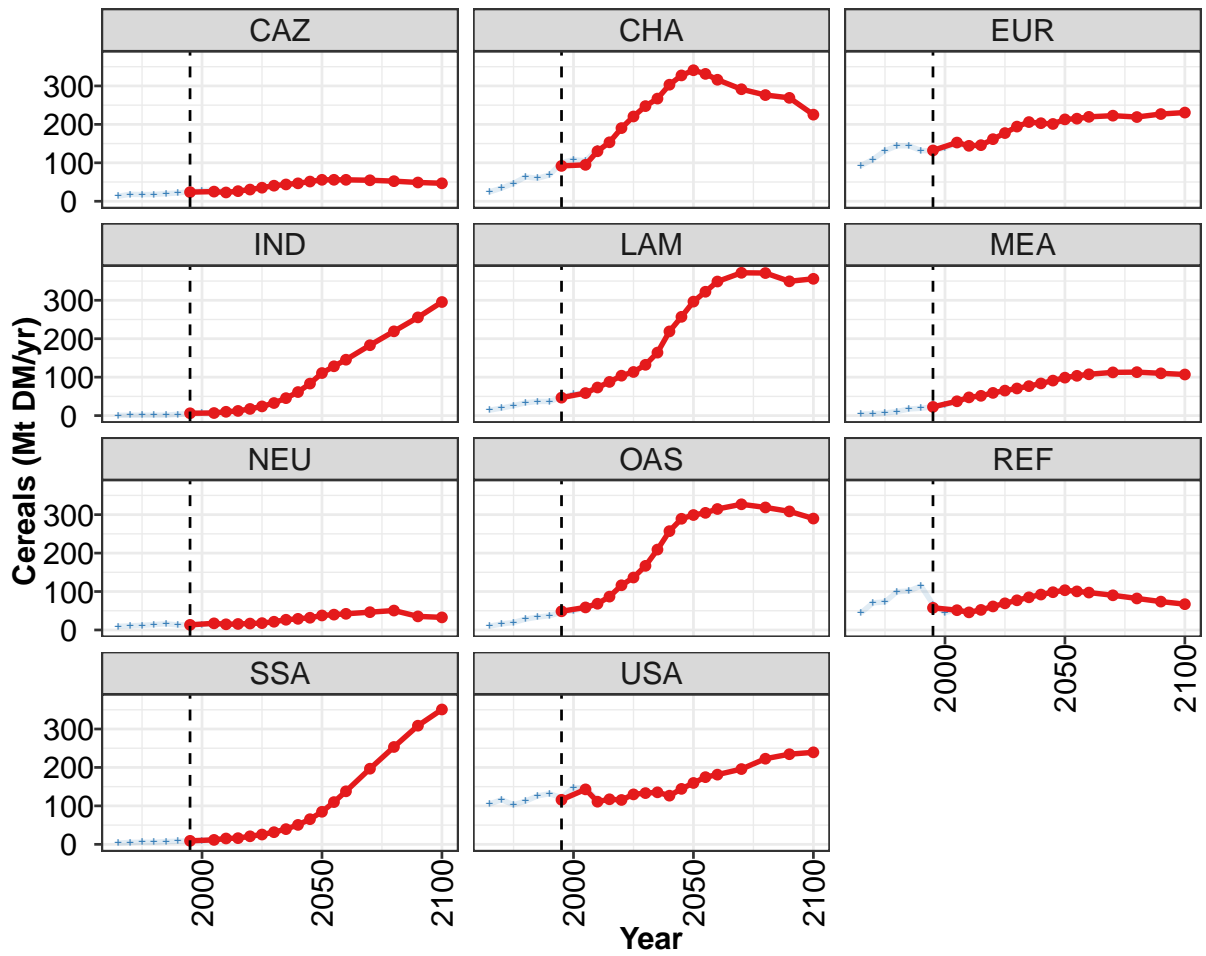 CAZ CHA EUR
300
200
100
0
IND LAM MEA
300
200
100
0
NEU OAS REF
300
200
100
0
SSA USA
300
200
100
0
2000 2050 2100 2000 2050 2100 2000 2050 2100
Year
Cereals (Mt DM/yr)